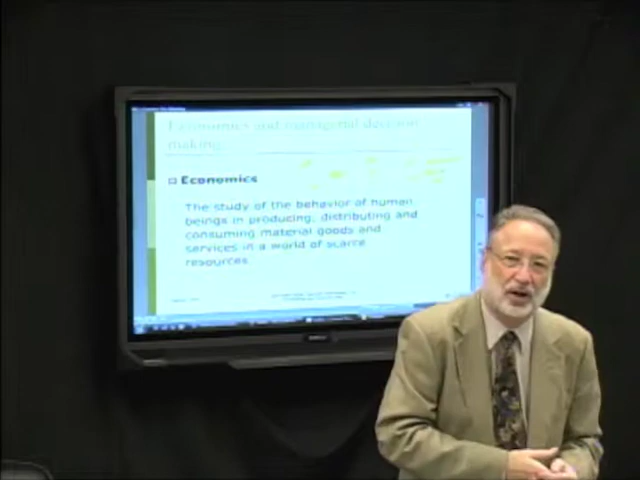 Economics and managerial decision
making
Economics
The study of the behavior of human
beings in producing, distributing and
consuming material goods and
services in a world of scarce
resources.